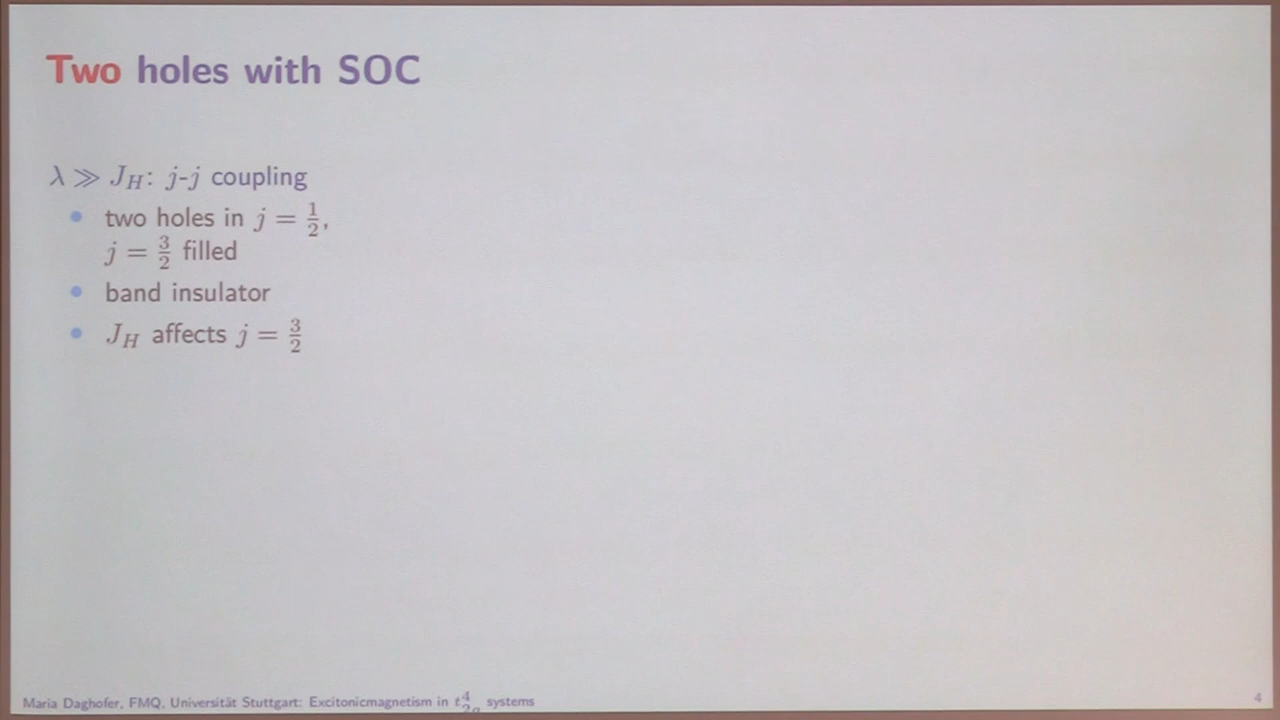 Two holes with SOC
λ ≫ J_H: j-j coupling
• two holes in j = 1/2,
j = 3/2 filled
• band insulator
• J_H affects j = 3/2
Maria Daghofer, FMQ, Universität Stuttgart: Excitonicmagnetism in t⁴₂g systems
4